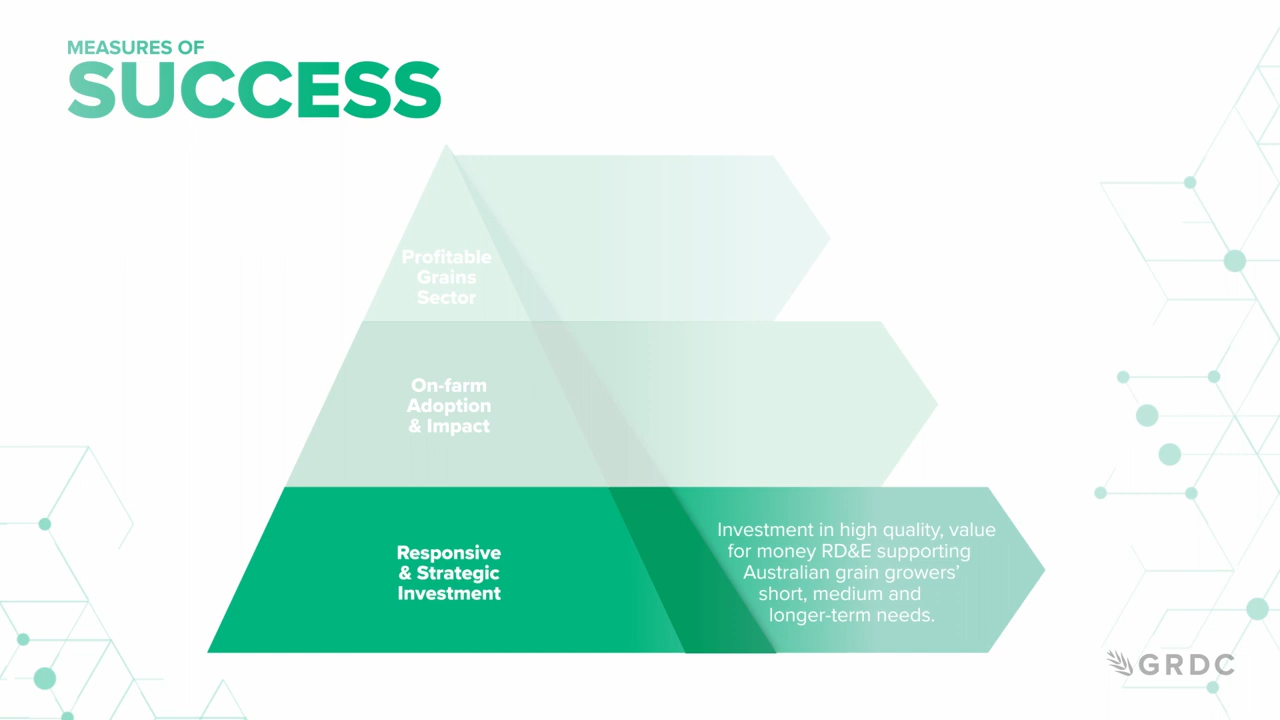 MEASURES OF
SUCCESS
Profitable
Grains
Sector
On-farm
Adoption
& Impact
Responsive
& Strategic
Investment
Investment in high quality, value
for money RD&E supporting
Australian grain growers’
short, medium and
longer-term needs.
GRDC